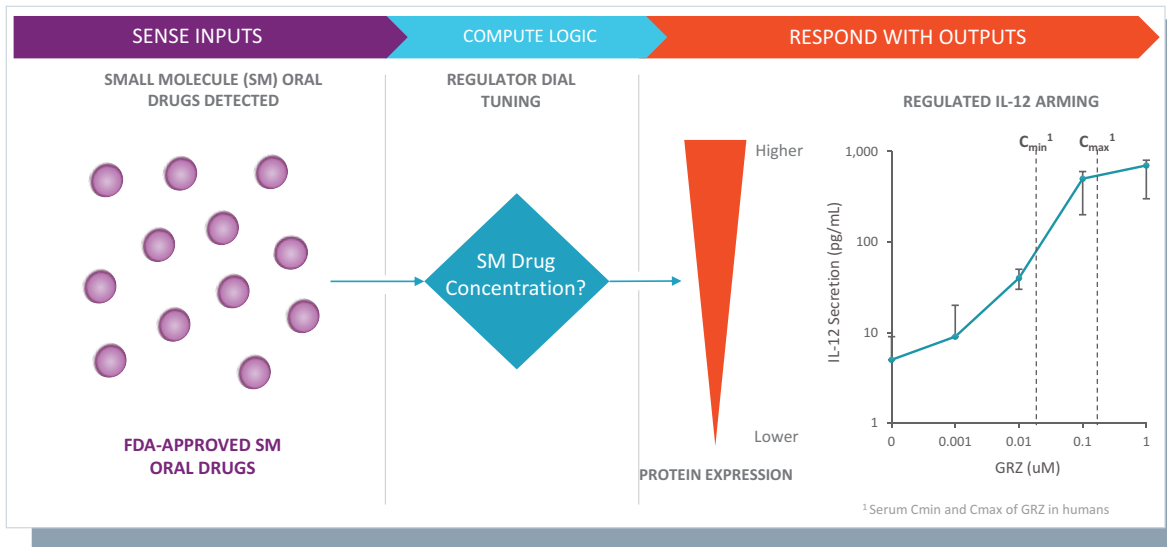 SENSE INPUTS
COMPUTE LOGIC
RESPOND WITH OUTPUTS
SMALL MOLECULE (SM) ORAL
DRUGS DETECTED
REGULATOR DIAL
TUNING
REGULATED IL-12 ARMING
FDA-APPROVED SM
ORAL DRUGS
SM Drug
Concentration?
Higher
Lower
PROTEIN EXPRESSION
Cmin1
Cmax1
IL-12 Secretion (pg/mL)
1,000
100
10
1
0
0.001
0.01
0.1
1
GRZ (uM)
1 Serum Cmin and Cmax of GRZ in humans